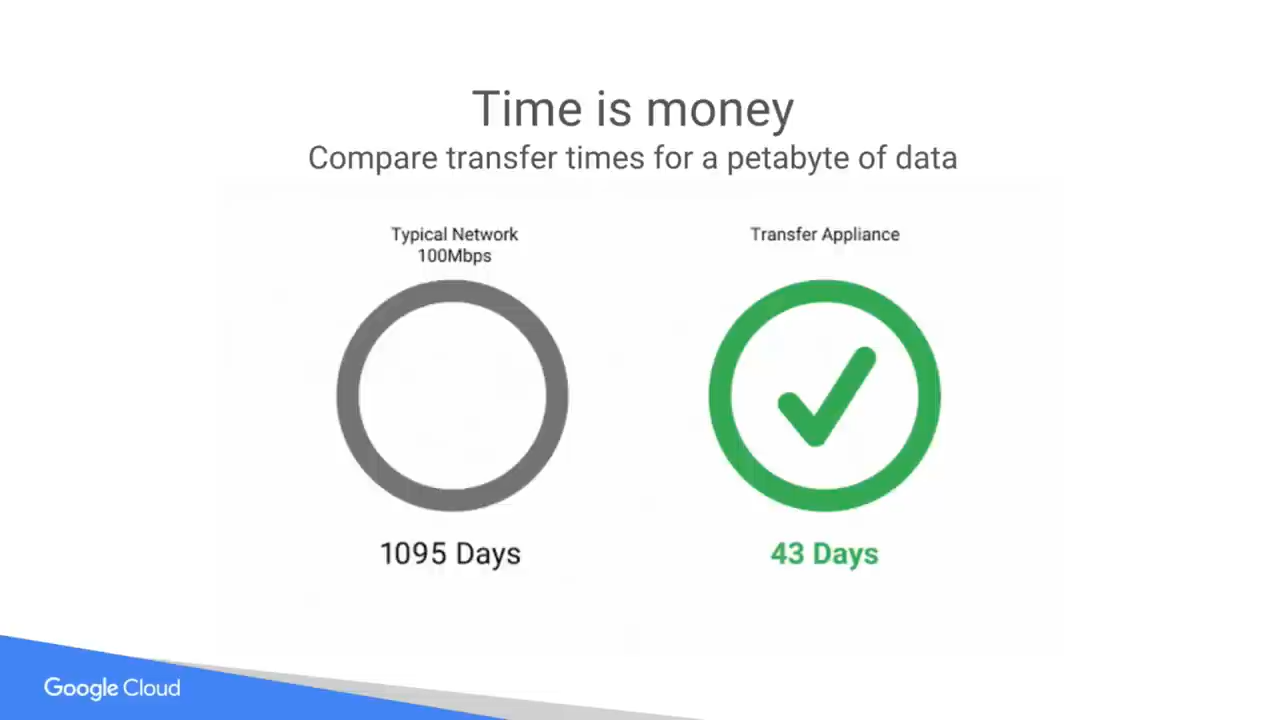 Time is money
Compare transfer times for a petabyte of data
Typical Network
100Mbps
Transfer Appliance
1095 Days
43 Days
Google Cloud